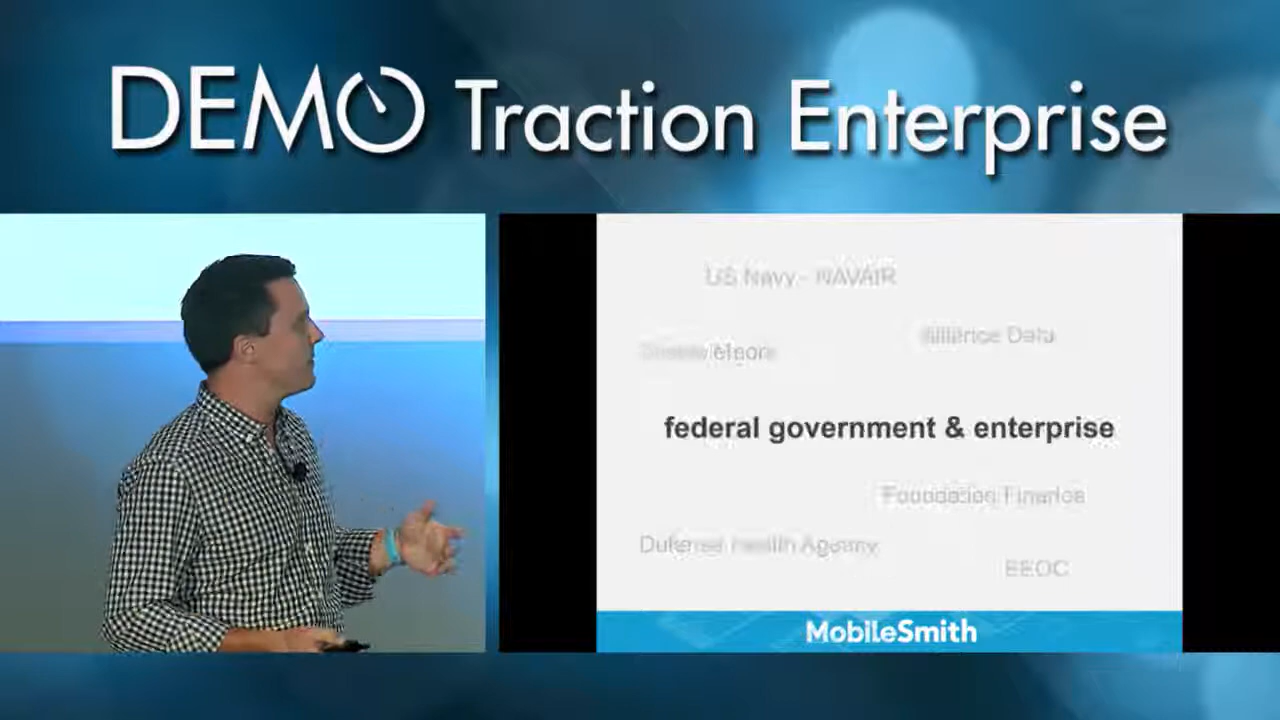 DEMO Traction Enterprise
US Navy - NAVAIR
Alliance Data
federal government & enterprise
Foundation Finance
Defense Health Agency
EEOC
MobileSmith